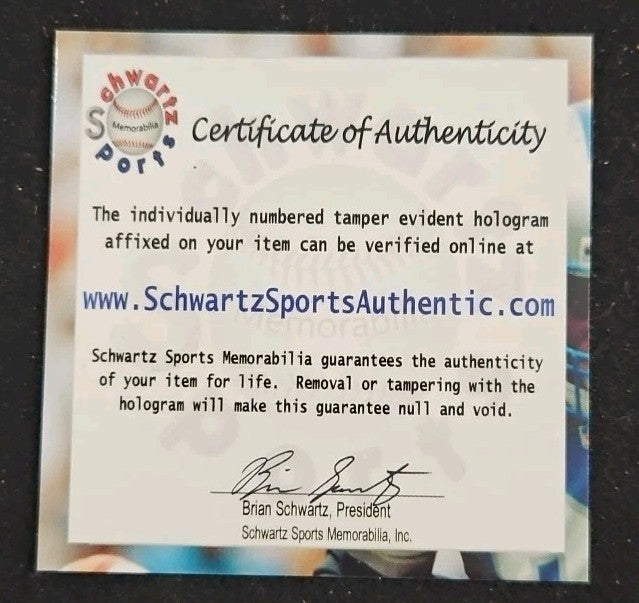 Schwartz
Sports
Memorabilia
Certificate of Authenticity
The individually numbered tamper evident hologram
affixed on your item can be verified online at
www.SchwartzSportsAuthentic.com
Schwartz Sports Memorabilia guarantees the authenticity
of your item for life. Removal or tampering with the
hologram will make this guarantee null and void.
Brian Schwartz
Brian Schwartz, President
Schwartz Sports Memorabilia, Inc.